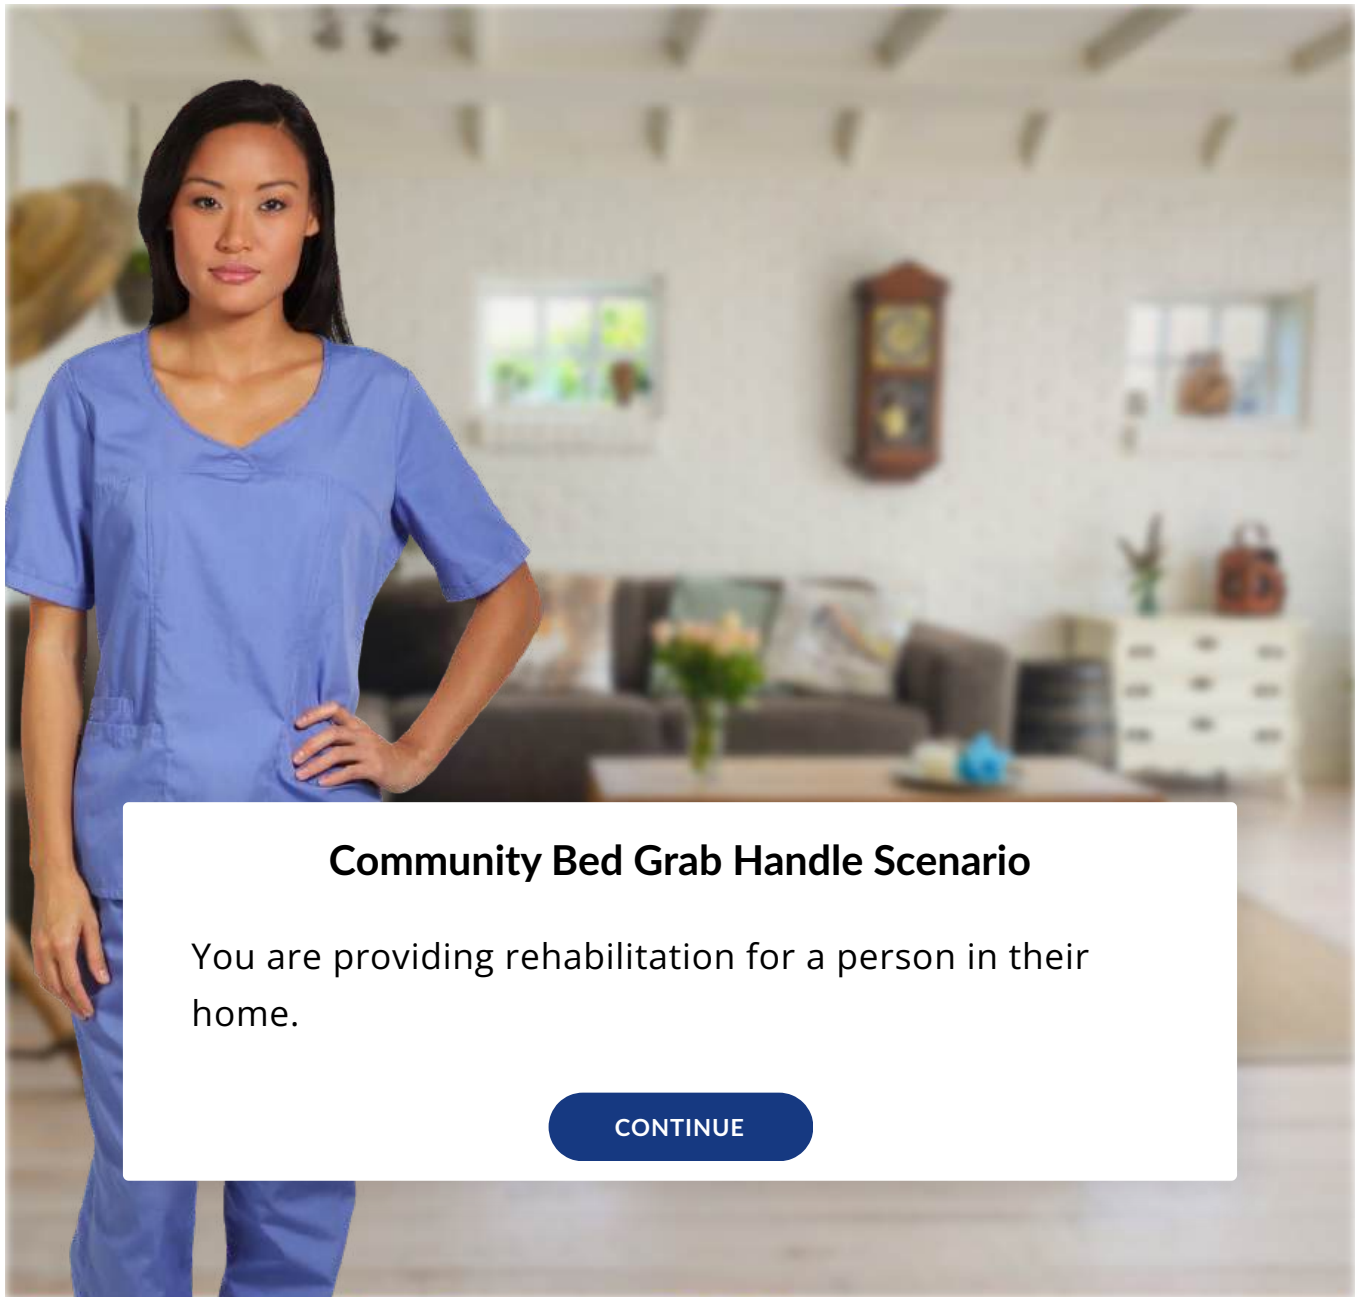 Community Bed Grab Handle Scenario
You are providing rehabilitation for a person in their
home.
CONTINUE